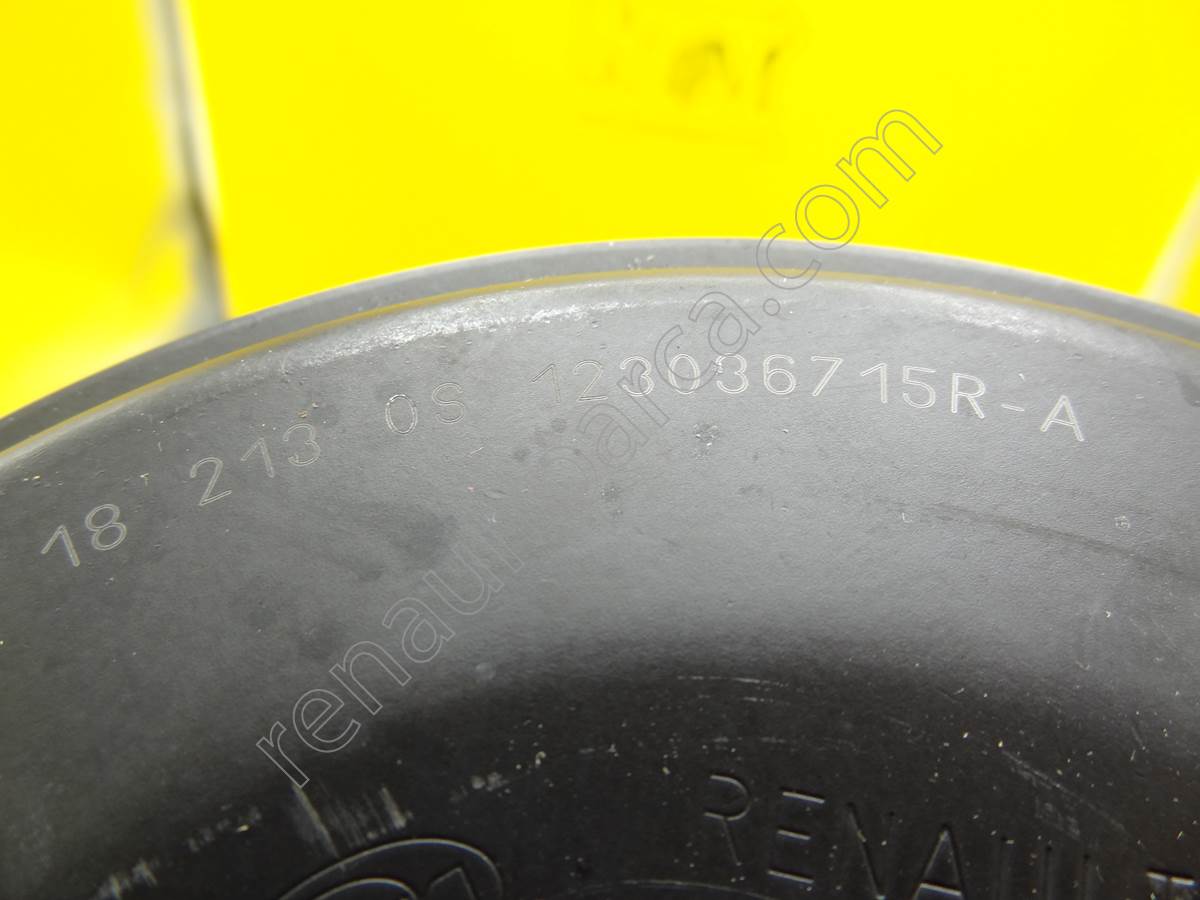 18 213 0S 123036715R-A
renaultparca.com
RENAULT